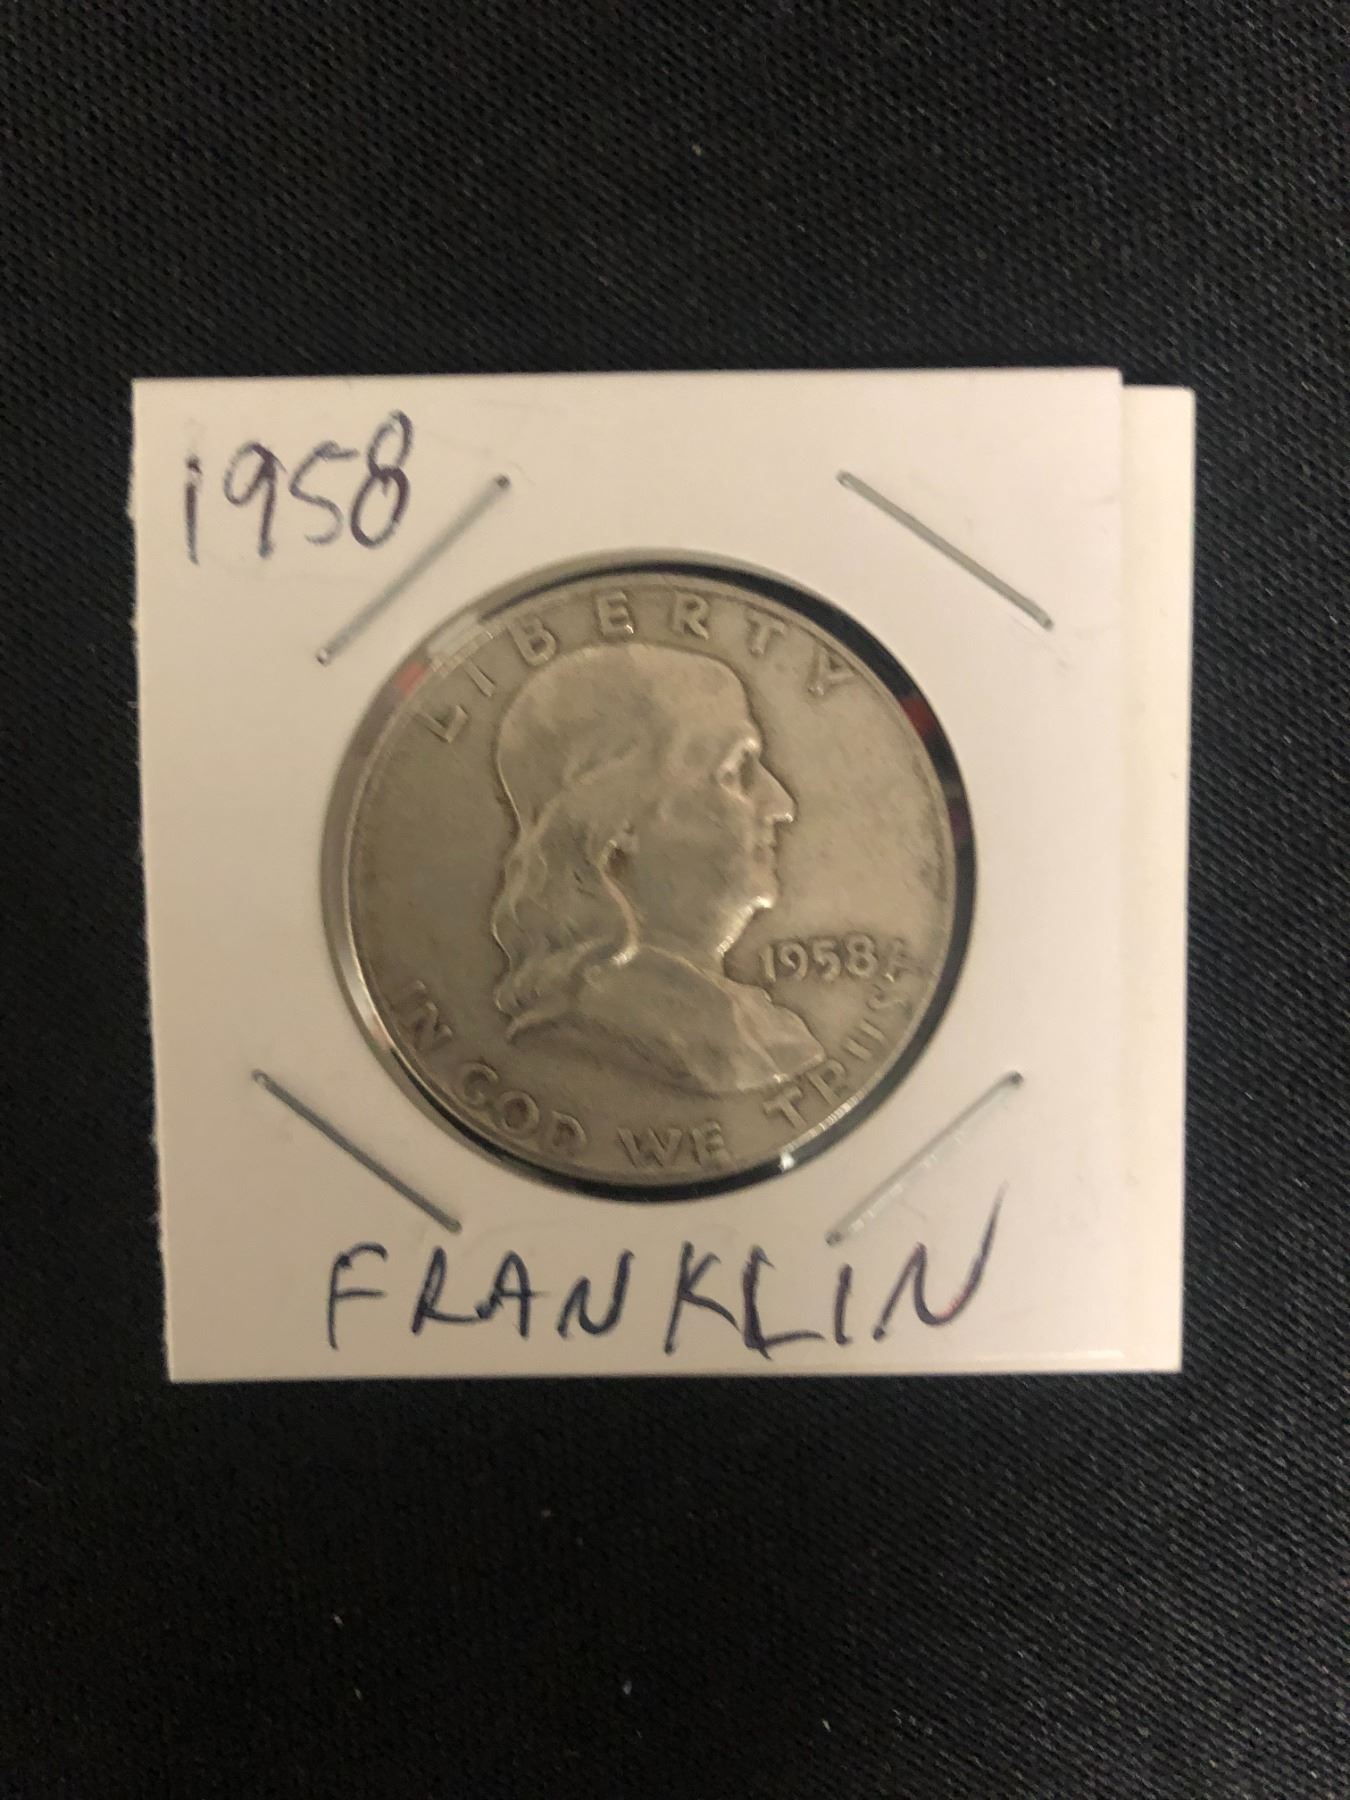 1958
LIBERTY
1958
IN GOD WE TRUST
FRANKLIN